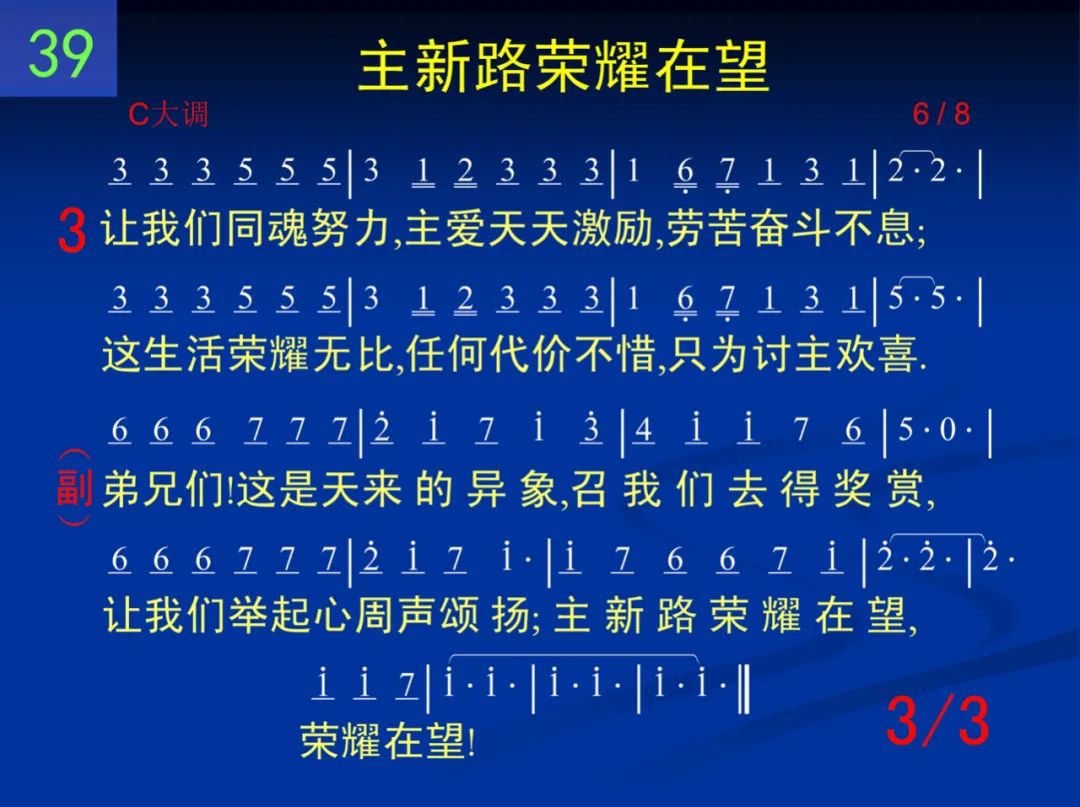 39
主新路荣耀在望
C大调 6 / 8
3 3 3 5 5 5 | 3 1 2 3 3 3 | 1 6̣ 7̣ 1 3 1 | 2 · 2 · |
3 让我们同魂努力,主爱天天激励,劳苦奋斗不息;
3 3 3 5 5 5 | 3 1 2 3 3 3 | 1 6̣ 7̣ 1 3 1 | 5 · 5 · |
这生活荣耀无比,任何代价不惜,只为讨主欢喜.
6 6 6 7 7 7 | 2̇ 1̇ 7 1̇ 3̇ | 4 1̇ 1̇ 7 6 | 5 · 0 · |
(副) 弟兄们!这是天来 的 异 象,召 我 们 去 得 奖 赏,
6 6 6 7 7 7 | 2̇ 1̇ 7 1̇ · | 1̇ 7 6 6 7 1̇ | 2̇ · 2̇ · | 2̇ ·
让我们举起心周声颂 扬; 主 新 路 荣 耀 在 望,
1̇ 1̇ 7 | 1̇ · 1̇ · | 1̇ · 1̇ · | 1̇ · 1̇ · ‖
荣耀在望!
3/3